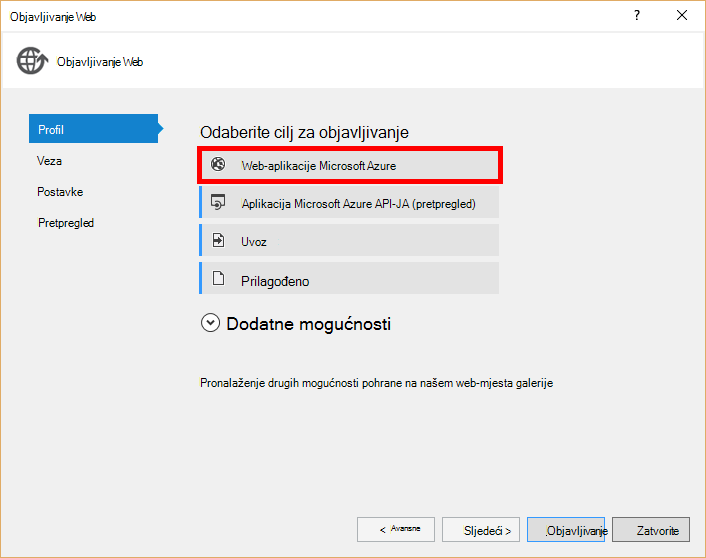 Objavljivanje Web
?
Objavljivanje Web
Profil
Veza
Postavke
Pretpregled
Odaberite cilj za objavljivanje
Web-aplikacije Microsoft Azure
Aplikacija Microsoft Azure API-JA (pretpregled)
Uvoz
Prilagođeno
Dodatne mogućnosti
Pronalaženje drugih mogućnosti pohrane na našem web-mjesta galerije
< Avansne
Sljedeći >
Objavljivanje
Zatvorite